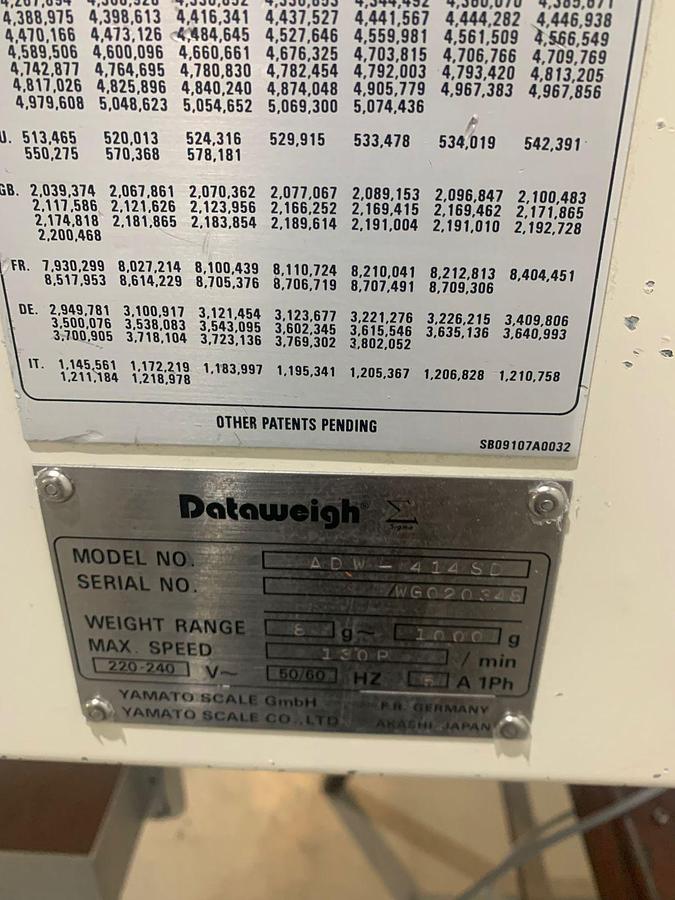 4,388,975 4,398,613 4,416,341 4,437,527 4,441,567 4,444,282 4,446,938
4,470,166 4,473,126 4,484,645 4,527,646 4,559,981 4,561,509 4,566,549
4,589,506 4,600,096 4,660,661 4,676,325 4,703,815 4,706,766 4,709,769
4,742,877 4,764,695 4,780,830 4,782,454 4,792,003 4,793,420 4,813,205
4,817,026 4,825,896 4,840,240 4,874,048 4,905,779 4,967,383 4,967,856
4,979,608 5,048,623 5,054,652 5,069,300 5,074,436
U. 513,465 520,013 524,316 529,915 533,478 534,019 542,391
550,275 570,368 578,181
GB. 2,039,374 2,067,861 2,070,362 2,077,067 2,089,153 2,096,847 2,100,483
2,117,586 2,121,626 2,123,956 2,166,252 2,169,415 2,169,462 2,171,865
2,174,818 2,181,865 2,183,854 2,189,614 2,191,004 2,191,010 2,192,728
2,200,468
FR. 7,930,299 8,027,214 8,100,439 8,110,724 8,210,041 8,212,813 8,404,451
8,517,953 8,614,229 8,705,376 8,706,719 8,707,491 8,709,306
DE. 2,949,781 3,100,917 3,121,454 3,123,677 3,221,276 3,226,215 3,409,806
3,500,076 3,538,083 3,543,095 3,602,345 3,615,546 3,635,136 3,640,993
3,700,905 3,718,104 3,723,136 3,769,302 3,802,052
IT. 1,145,561 1,172,219 1,183,997 1,195,341 1,205,367 1,206,828 1,210,758
1,211,184 1,218,978
OTHER PATENTS PENDING
SB09107A0032
Dataweigh® Σ
Sigma
MODEL NO. ADW-414SD
SERIAL NO.
WEIGHT RANGE 8 g~ 1000 g
MAX. SPEED 130P / min
220-240 V~ 50/60 HZ A 1Ph
YAMATO SCALE GmbH F.R. GERMANY
YAMATO SCALE CO.,LTD. AKASHI JAPAN